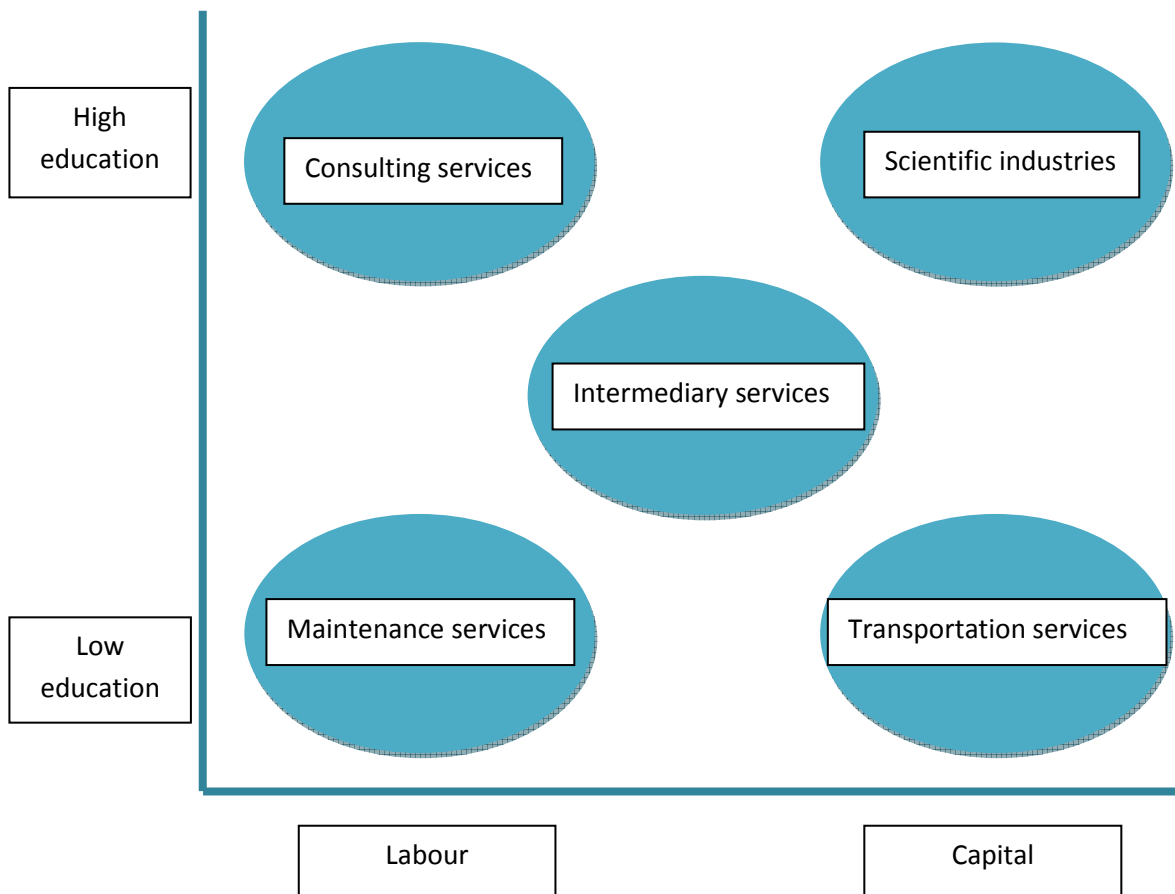 High
education
Consulting services
Scientific industries
Intermediary services
Maintenance services
Transportation services
Low
education
Labour
Capital